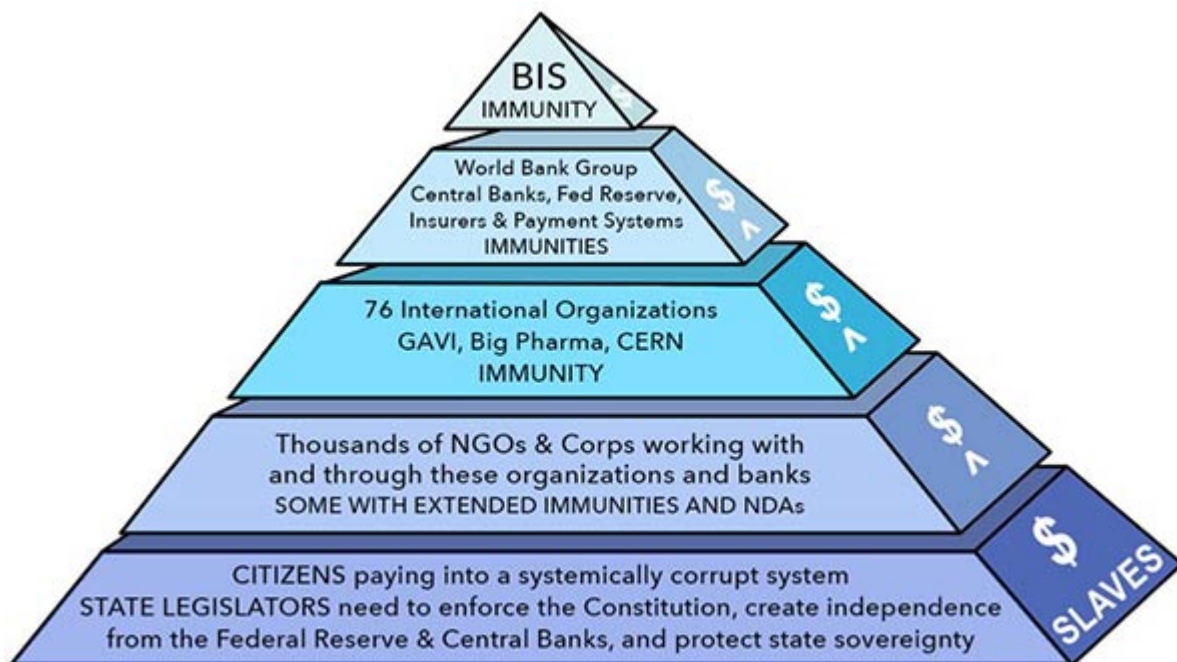 BIS
IMMUNITY
$
World Bank Group
Central Banks, Fed Reserve,
Insurers & Payment Systems
IMMUNITIES
$
^
76 International Organizations
GAVI, Big Pharma, CERN
IMMUNITY
$
^
Thousands of NGOs & Corps working with
and through these organizations and banks
SOME WITH EXTENDED IMMUNITIES AND NDAs
$
^
CITIZENS paying into a systemically corrupt system
STATE LEGISLATORS need to enforce the Constitution, create independence
from the Federal Reserve & Central Banks, and protect state sovereignty
$
SLAVES